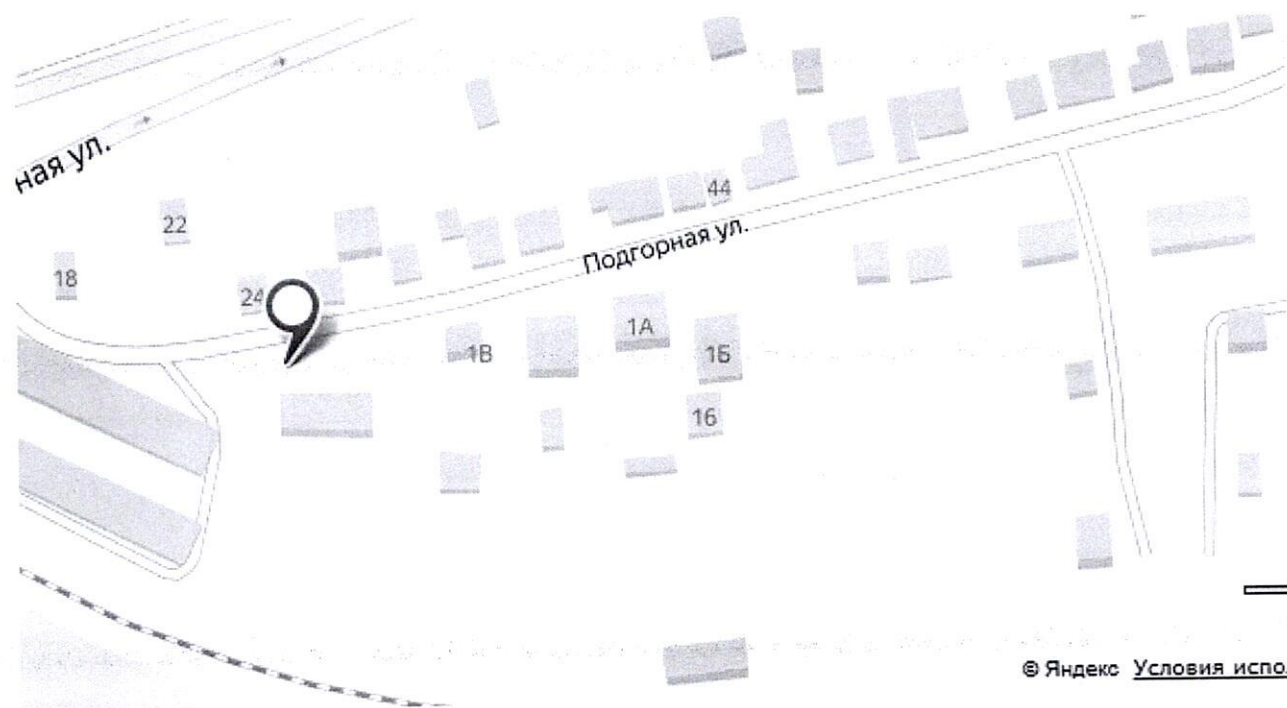 ная ул.
22
18
24
44
Подгорная ул.
1В
1А
1Б
16
© Яндекс Условия испо